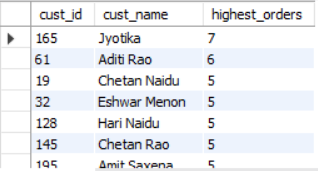 cust_id cust_name highest_orders
165 Jyotika 7
61 Aditi Rao 6
19 Chetan Naidu 5
32 Eshwar Menon 5
128 Hari Naidu 5
145 Chetan Rao 5
195 Amit Saxena 5